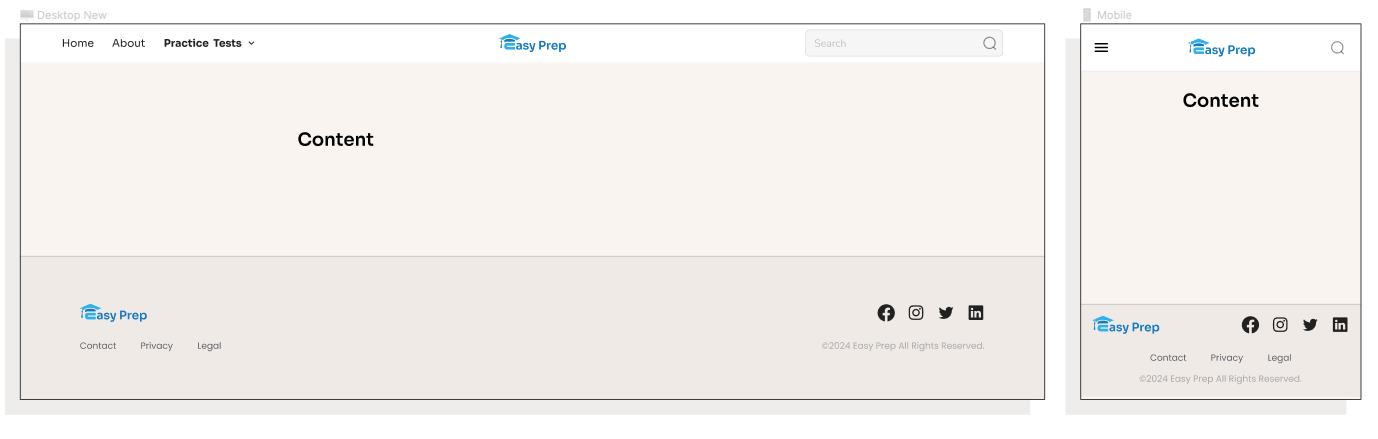 Desktop New
Home About Practice Tests Easy Prep Search
Content
Easy Prep
Contact Privacy Legal ©2024 Easy Prep All Rights Reserved.
Mobile
Easy Prep
Content
Easy Prep
Contact Privacy Legal
©2024 Easy Prep All Rights Reserved.